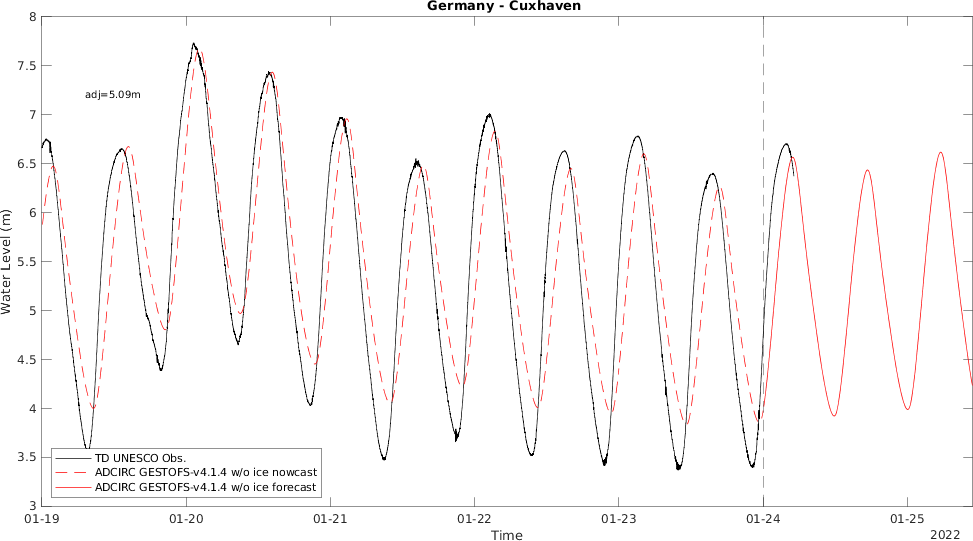 Germany - Cuxhaven
8
7.5
7
6.5
6
5.5
5
4.5
4
3.5
3
Water Level (m)
adj=5.09m
TD UNESCO Obs.
ADCIRC GESTOFS-v4.1.4 w/o ice nowcast
ADCIRC GESTOFS-v4.1.4 w/o ice forecast
01-19 01-20 01-21 01-22 01-23 01-24 01-25
Time
2022